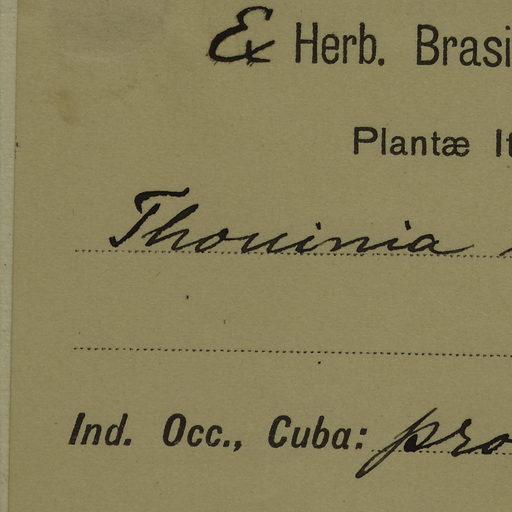 Ex Herb. Brasi
Plantæ It
Thouinia
Ind. Occ., Cuba: pro